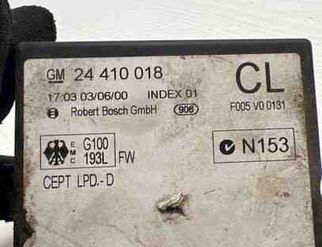 GM 24 410 018 CL
17:03 03/06/00 INDEX 01
Robert Bosch GmbH 906 F005 V0 0131
EMC G100 193L FW
N153
CEPT LPD.-D